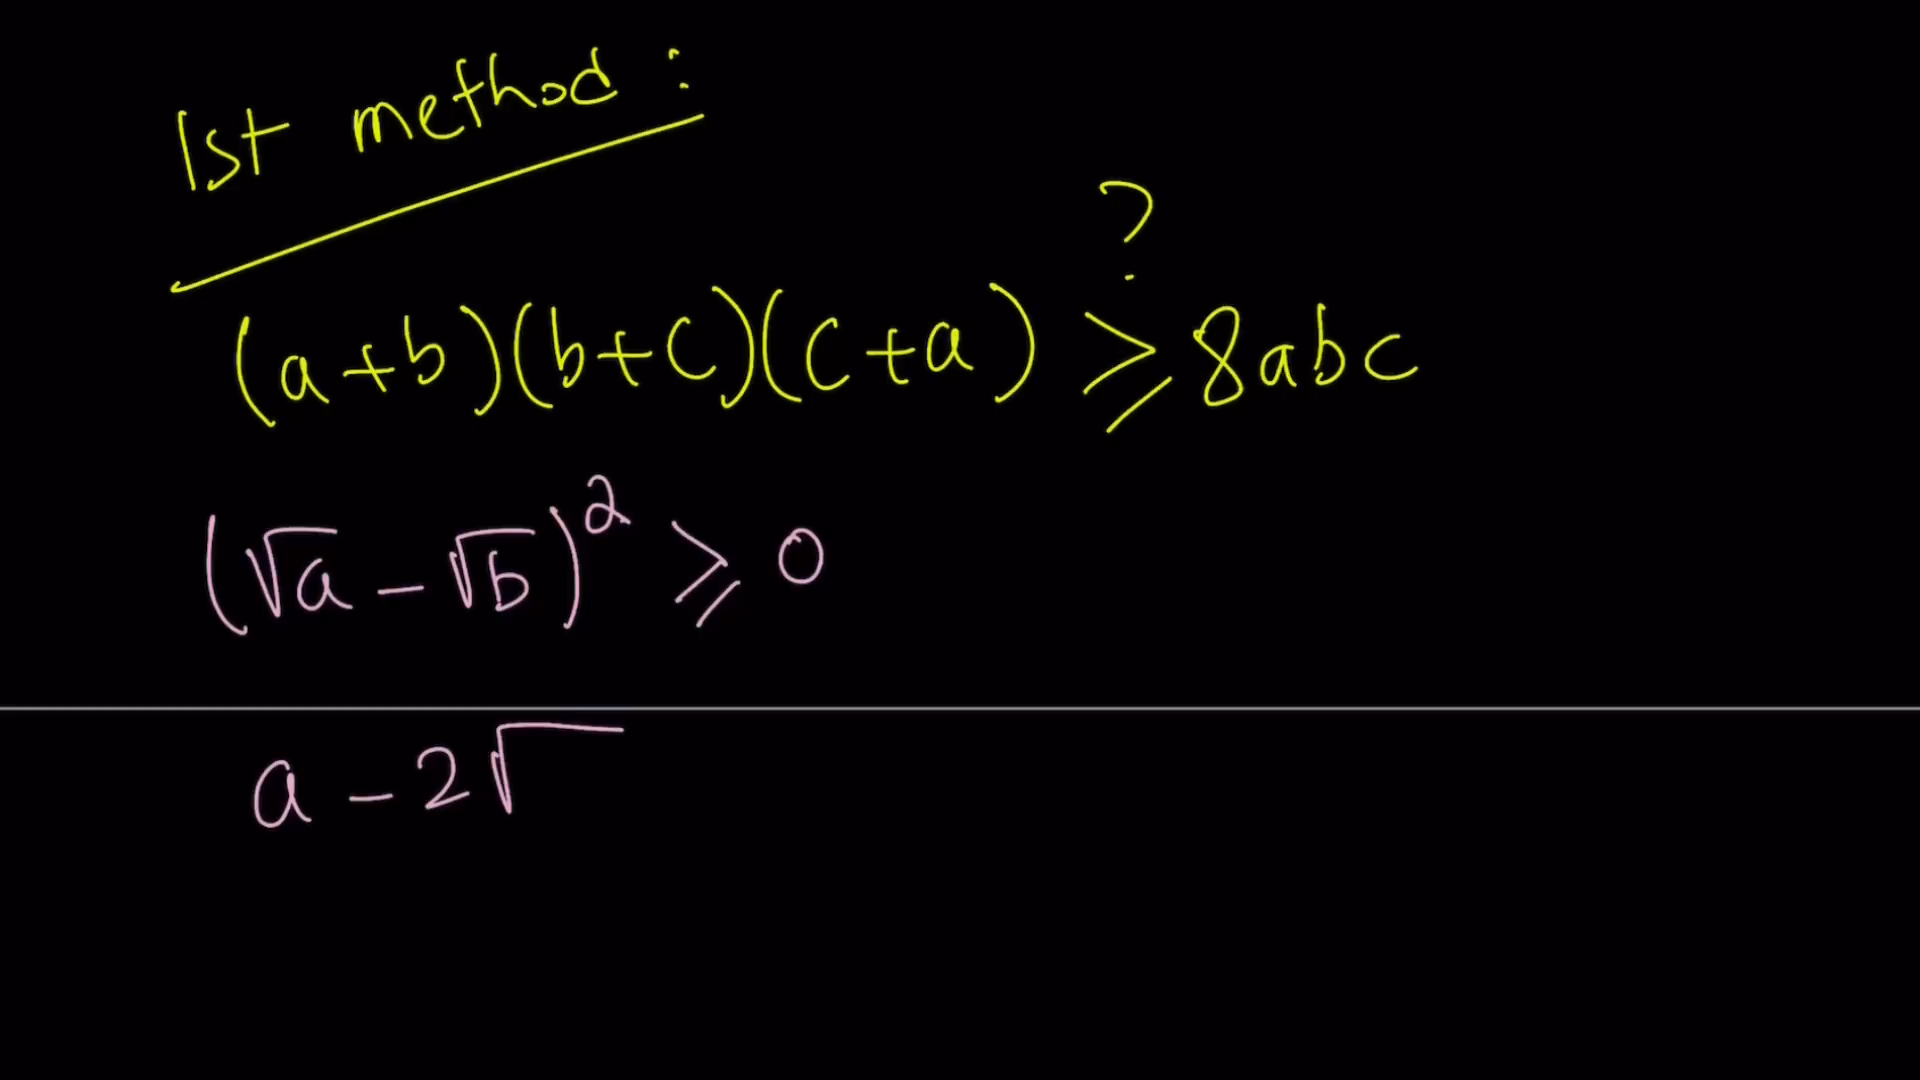 1st method :
?
(a+b)(b+c)(c+a) ⩾ 8abc
(√a - √b)² ⩾ 0
a - 2√